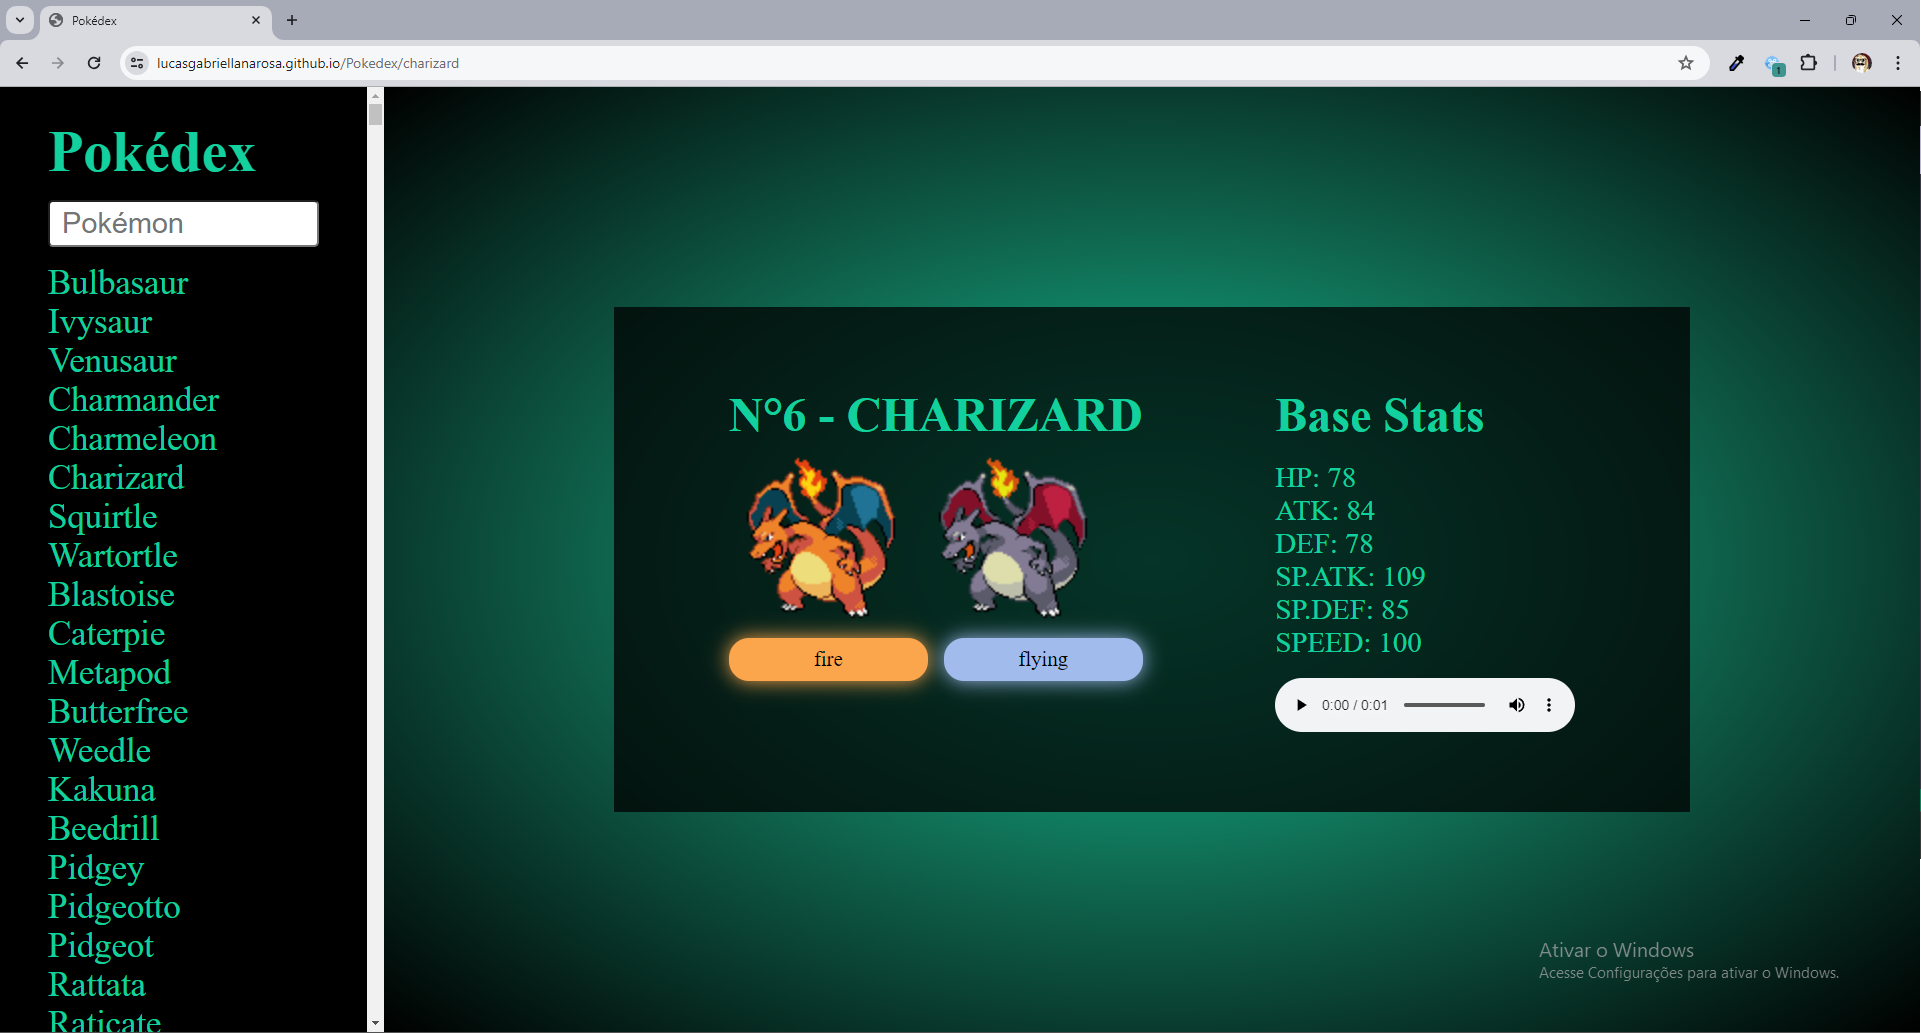 Pokédex
lucasgabriellanarosa.github.io/Pokedex/charizard
1
Pokédex
Pokémon
Bulbasaur
Ivysaur
Venusaur
Charmander
Charmeleon
Charizard
Squirtle
Wartortle
Blastoise
Caterpie
Metapod
Butterfree
Weedle
Kakuna
Beedrill
Pidgey
Pidgeotto
Pidgeot
Rattata
Raticate
N°6 - CHARIZARD
fire
flying
Base Stats
HP: 78
ATK: 84
DEF: 78
SP.ATK: 109
SP.DEF: 85
SPEED: 100
0:00 / 0:01
Ativar o Windows
Acesse Configurações para ativar o Windows.